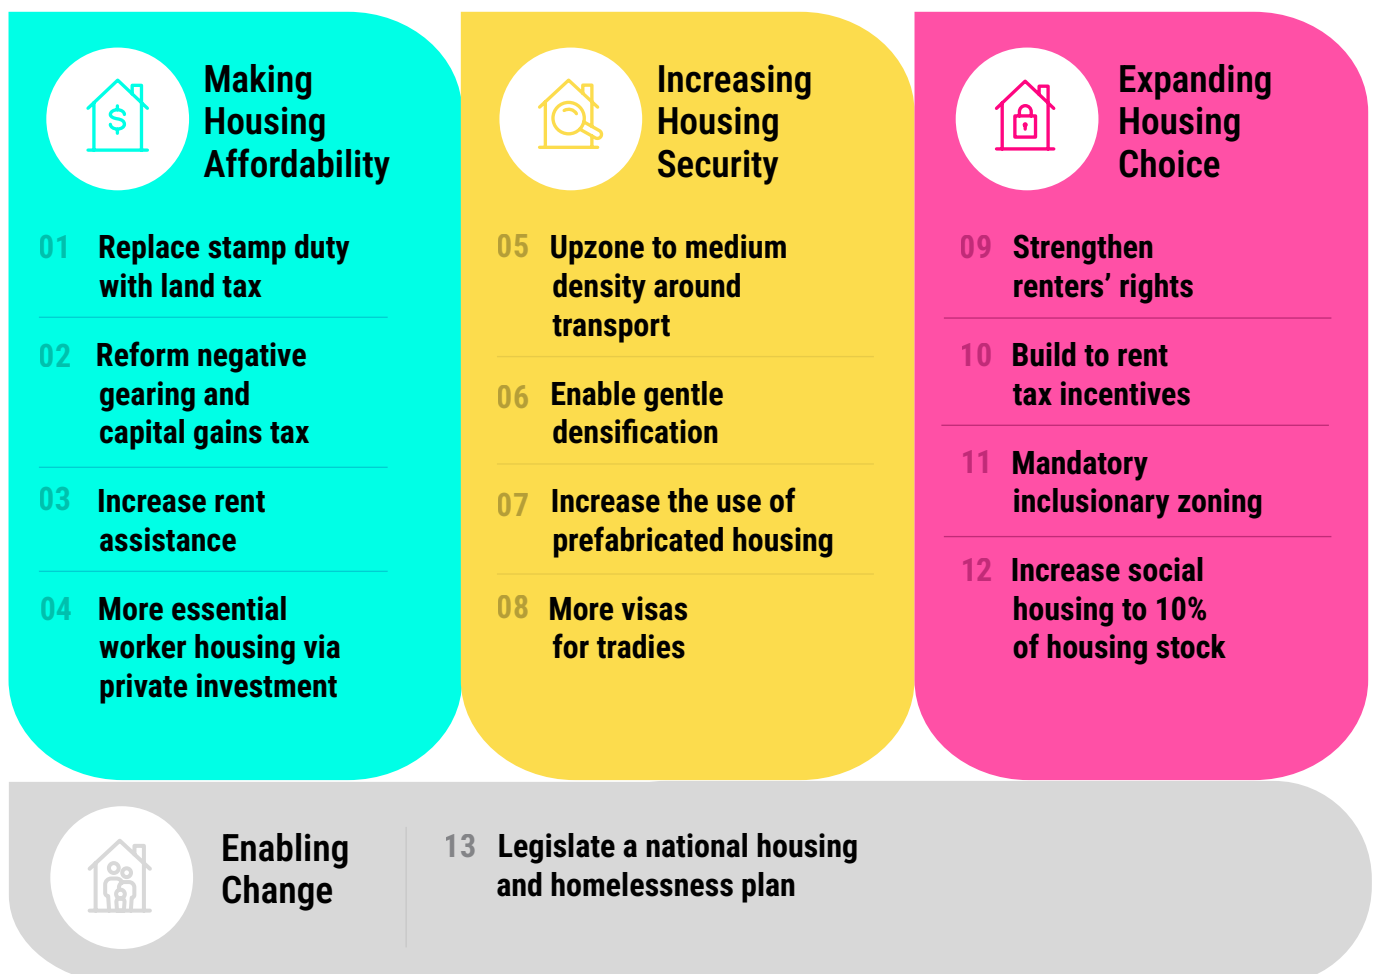 Making
Housing
Affordability
01 Replace stamp duty
with land tax
02 Reform negative
gearing and
capital gains tax
03 Increase rent
assistance
04 More essential
worker housing via
private investment
Increasing
Housing
Security
05 Upzone to medium
density around
transport
06 Enable gentle
densification
07 Increase the use of
prefabricated housing
08 More visas
for tradies
Expanding
Housing
Choice
09 Strengthen
renters’ rights
10 Build to rent
tax incentives
11 Mandatory
inclusionary zoning
12 Increase social
housing to 10%
of housing stock
Enabling
Change
13 Legislate a national housing
and homelessness plan